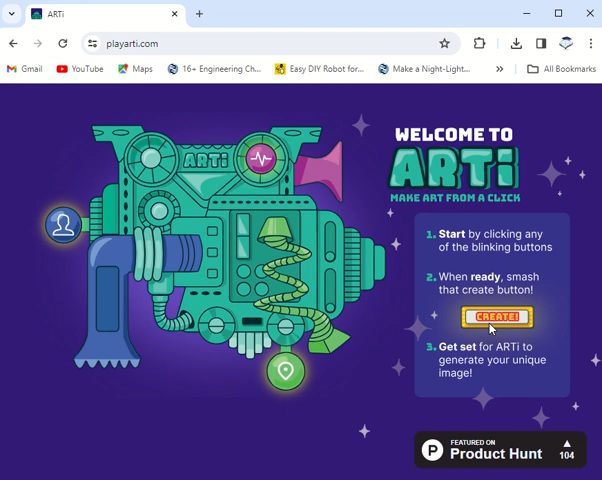 ARTi
playarti.com
Gmail
YouTube
Maps
16+ Engineering Ch...
Easy DIY Robot for...
Make a Night-Light...
All Bookmarks
ARTi
WELCOME TO
ARTi
MAKE ART FROM A CLICK
1. Start by clicking any
of the blinking buttons
2. When ready, smash
that create button!
CREATE!
3. Get set for ARTi to
generate your unique
image!
P
FEATURED ON
Product Hunt
104